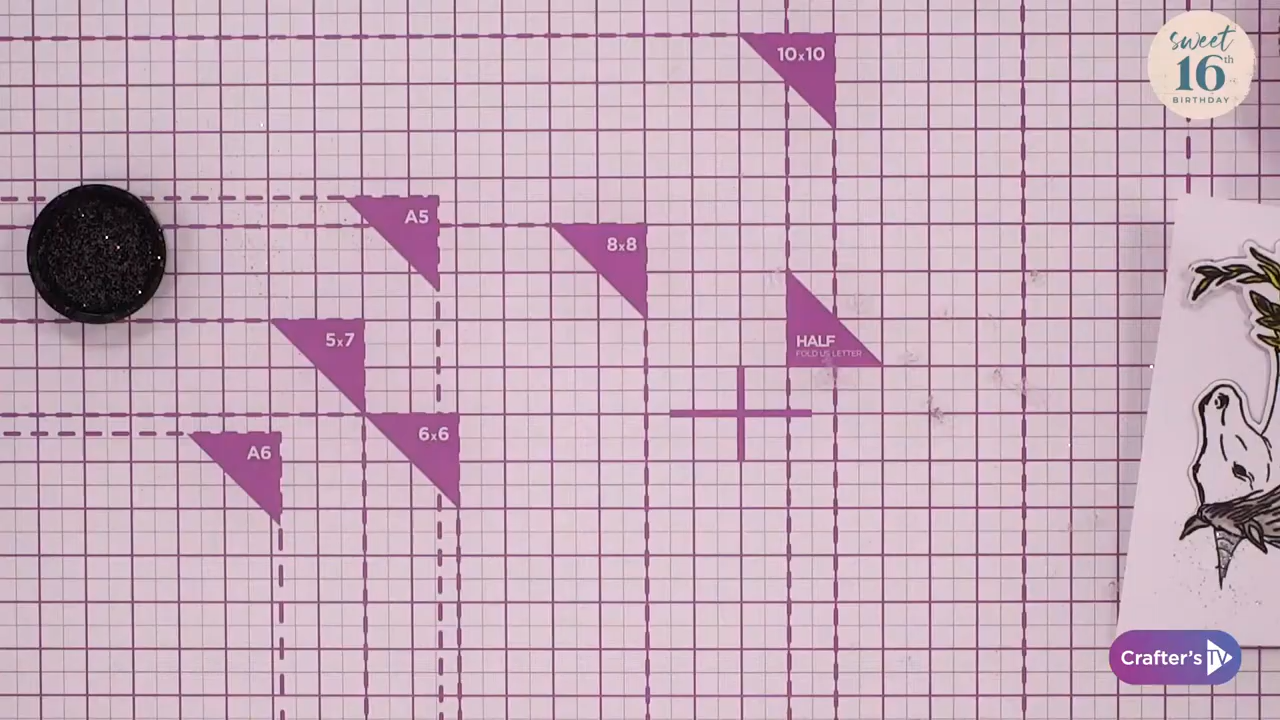 sweet
16th
BIRTHDAY
10x10
A5
8x8
5x7
HALF
FOLD US LETTER
6x6
A6
Crafter's TV